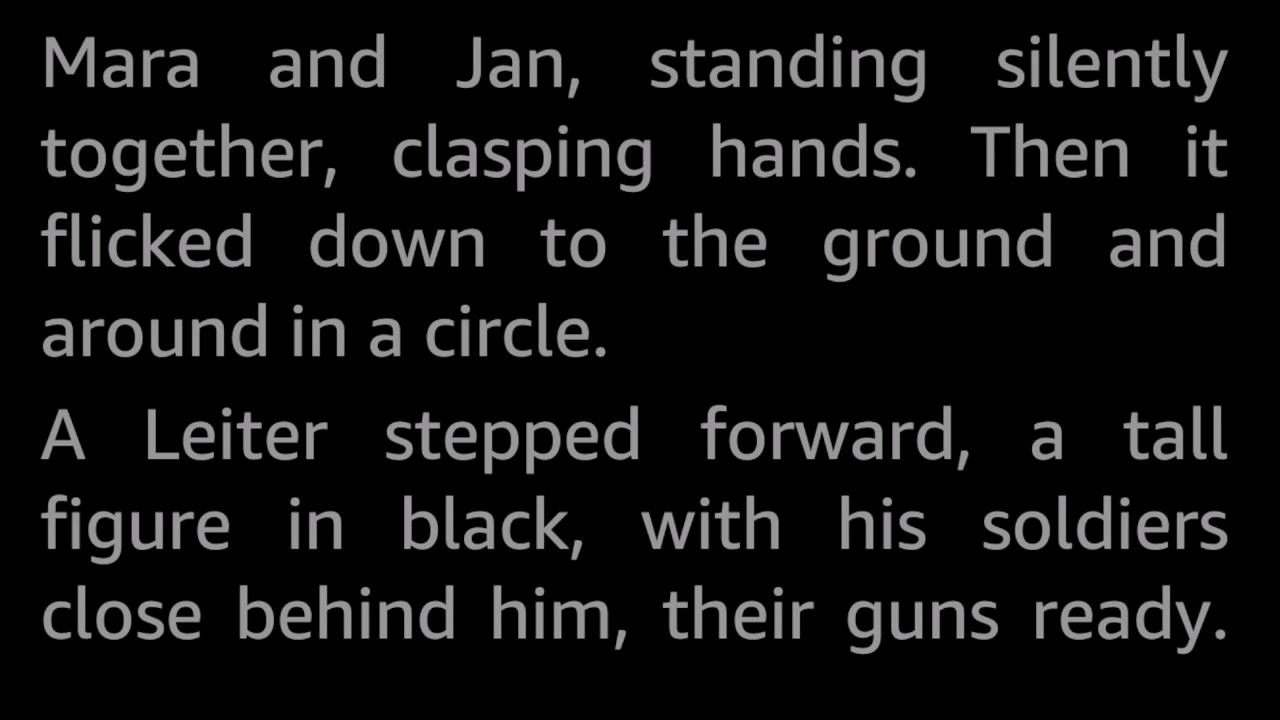 Mara and Jan, standing silently
together, clasping hands. Then it
flicked down to the ground and
around in a circle.
A Leiter stepped forward, a tall
figure in black, with his soldiers
close behind him, their guns ready.